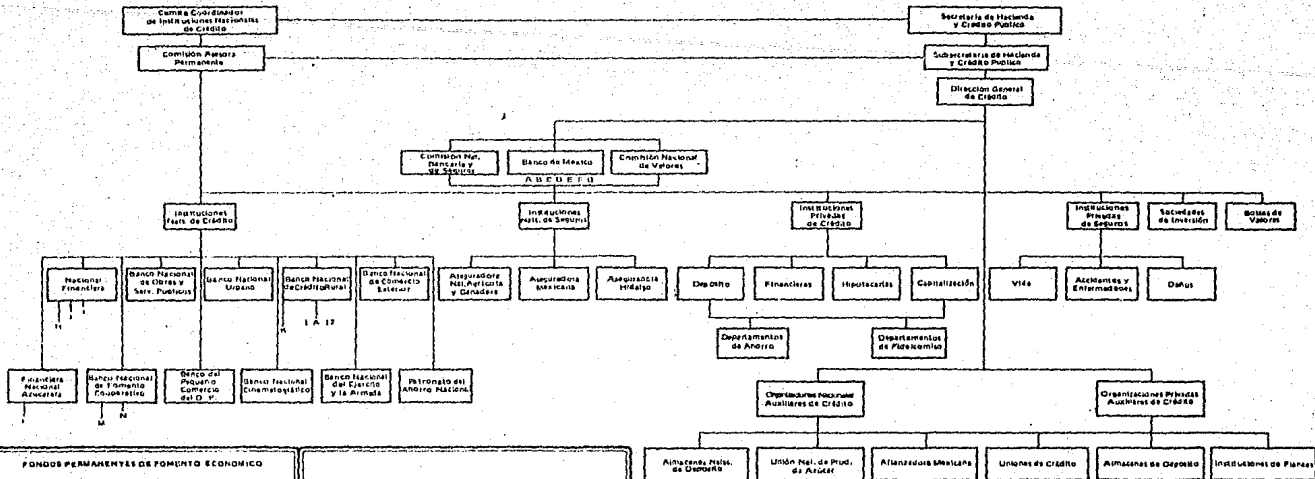 Comité Coordinador
de Instituciones Nacionales
de Crédito
Secretaría de Hacienda
y Crédito Público
Comisión Asesora
Permanente
Subsecretaría de Hacienda
y Crédito Público
Dirección General
de Crédito
Comisión Nal.
Bancaria y
de Seguros
Banco de México
Comisión Nacional
de Valores
A B C D E F G
Instituciones
Nals. de Crédito
Instituciones
Nals. de Seguros
Instituciones
Privadas
de Crédito
Instituciones
Privadas
de Seguros
Sociedades
de Inversión
Bolsas de
Valores
Nacional
Financiera
Banco Nacional
de Obras y
Serv. Públicos
Banco Nacional
Urbano
Banco Nacional
de Crédito Rural
Banco Nacional
de Comercio
Exterior
Aseguradora
Nal. Agrícola
y Ganadera
Aseguradora
Mexicana
Aseguradora
Hidalgo
Depósito
Financieras
Hipotecarias
Capitalización
Vida
Accidentes y
Enfermedades
Daños
H I J
K
1 A 17
Departamentos
de Ahorro
Departamentos
de Fideicomiso
Financiera
Nacional
Azucarera
Banco Nacional
de Fomento
Cooperativo
Banco del
Pequeño
Comercio
del D. F.
Banco Nacional
Cinematográfico
Banco Nacional
del Ejército
y la Armada
Patronato del
Ahorro Nacional
M N
Organizaciones Nacionales
Auxiliares de Crédito
Organizaciones Privadas
Auxiliares de Crédito
FONDOS PERMANENTES DE FOMENTO ECONOMICO
Almacenes Nals.
de Depósito
Unión Nal. de Prod.
de Azúcar
Afianzadora Mexicana
Uniones de Crédito
Almacenes de Depósito
Instituciones de Fianzas